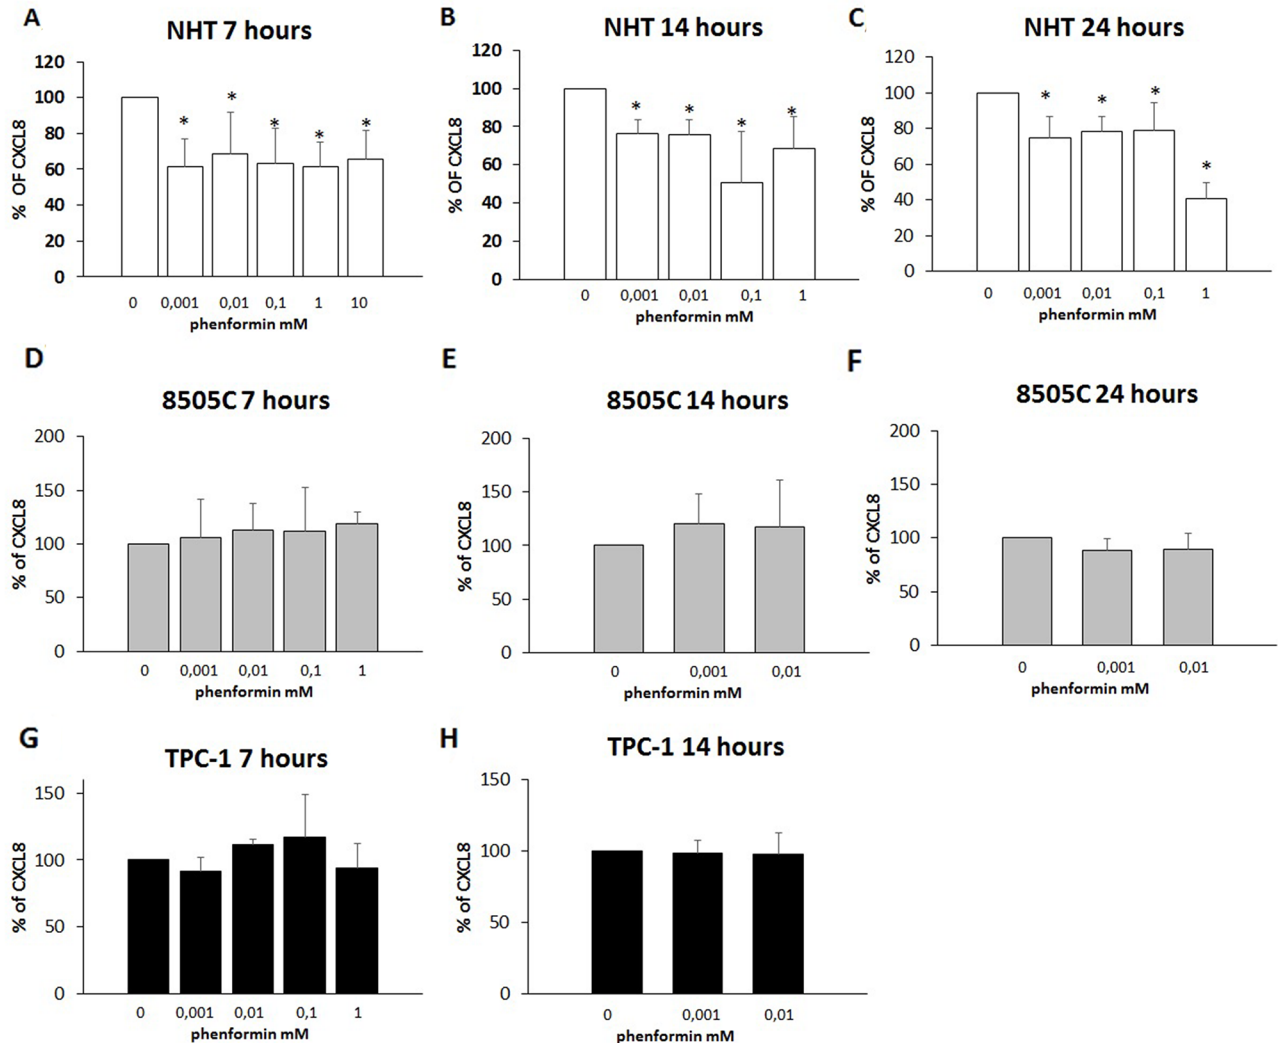 A
NHT 7 hours
% OF CXCL8
120
100
80
60
40
20
0
0 0,001 0,01 0,1 1 10
phenformin mM
* * * * *
B
NHT 14 hours
% OF CXCL8
120
100
80
60
40
20
0
0 0,001 0,01 0,1 1
phenformin mM
* * * *
C
NHT 24 hours
% OF CXCL8
120
100
80
60
40
20
0
0 0,001 0,01 0,1 1
phenformin mM
* * * *
D
8505C 7 hours
% of CXCL8
200
150
100
50
0
0 0,001 0,01 0,1 1
phenformin mM
E
8505C 14 hours
% of CXCL8
200
150
100
50
0
0 0,001 0,01
phenformin mM
F
8505C 24 hours
% of CXCL8
200
150
100
50
0
0 0,001 0,01
phenformin mM
G
TPC-1 7 hours
% of CXCL8
150
100
50
0
0 0,001 0,01 0,1 1
phenformin mM
H
TPC-1 14 hours
% of CXCL8
150
100
50
0
0 0,001 0,01
phenformin mM